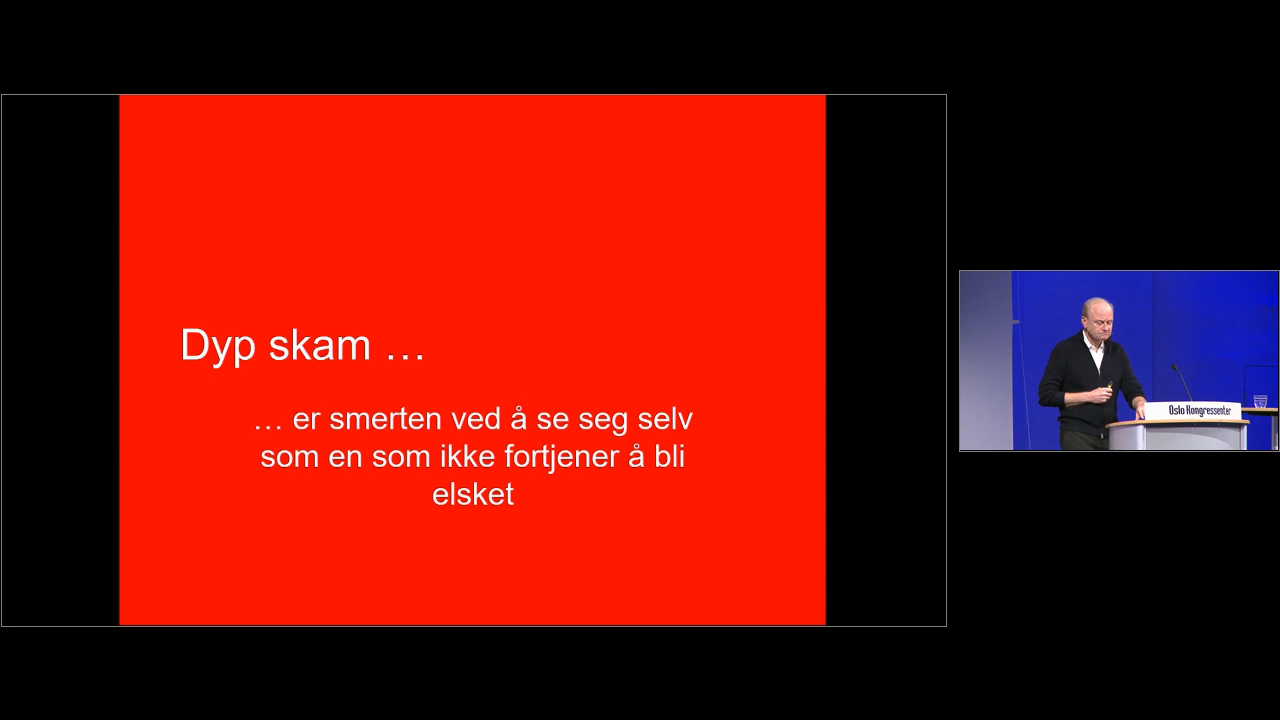 Dyp skam …
… er smerten ved å se seg selv
som en som ikke fortjener å bli
elsket
Oslo Kongressenter